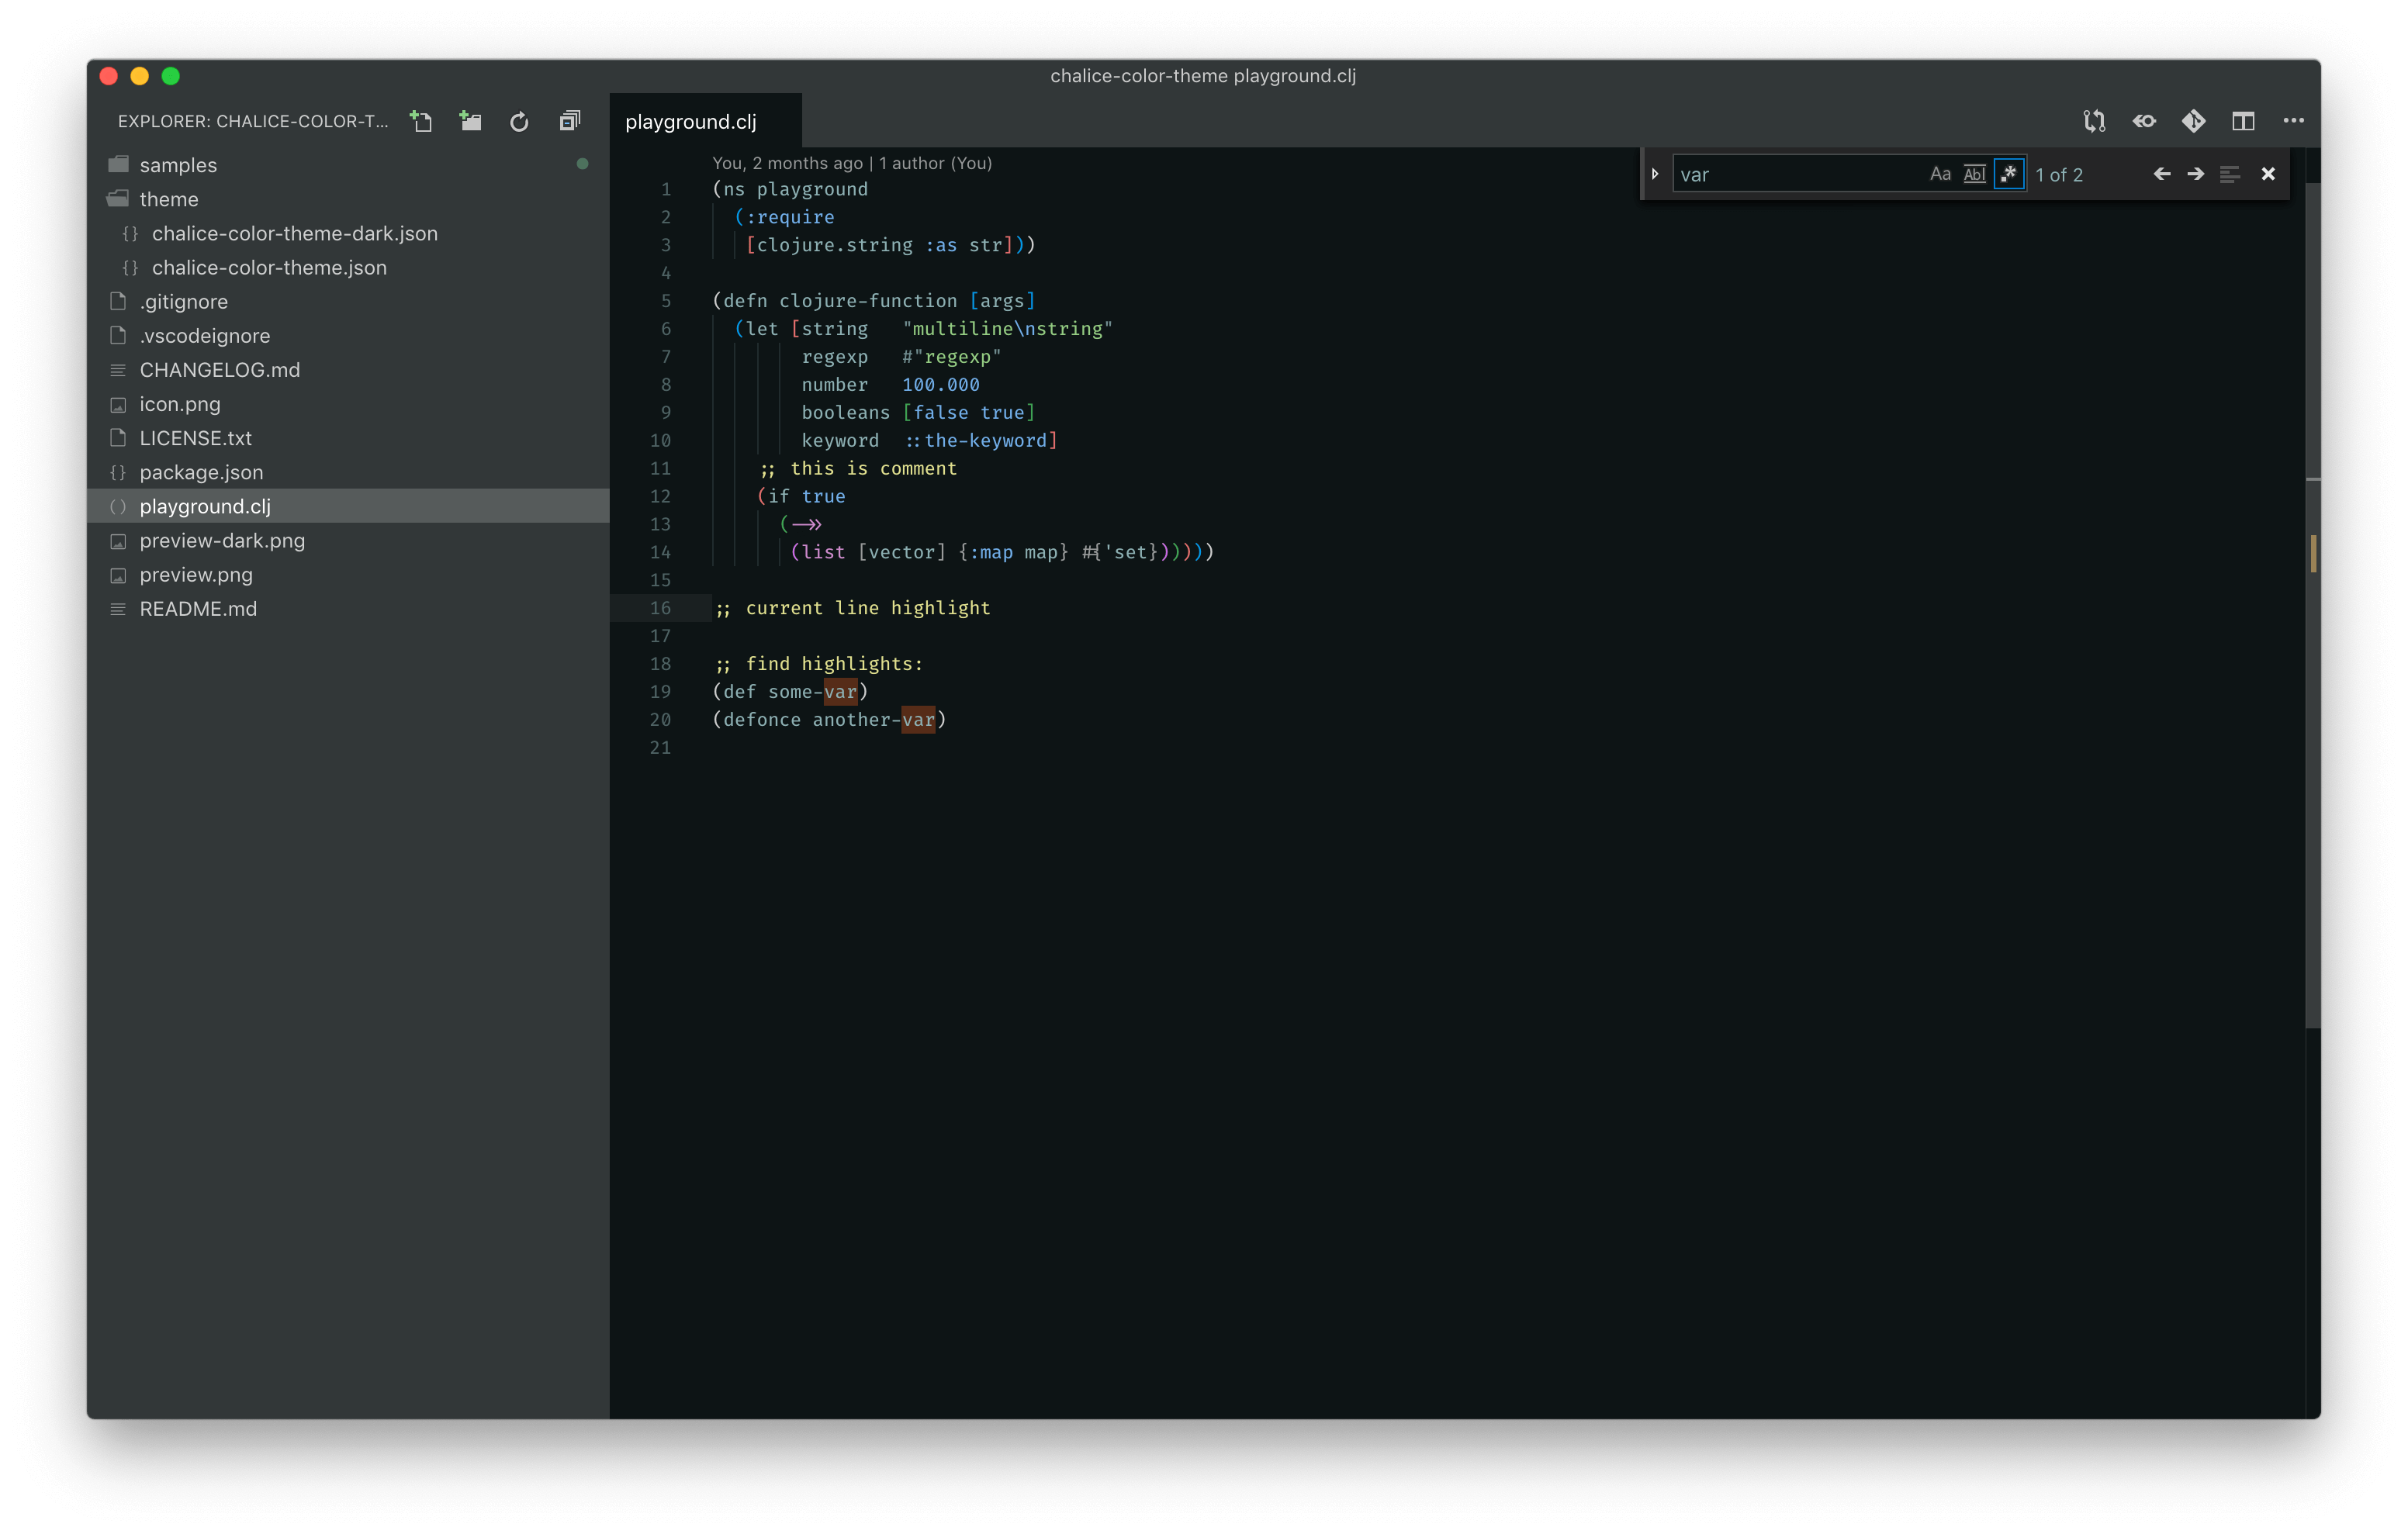 chalice-color-theme playground.clj
EXPLORER: CHALICE-COLOR-T...
samples
theme
{} chalice-color-theme-dark.json
{} chalice-color-theme.json
.gitignore
.vscodeignore
CHANGELOG.md
icon.png
LICENSE.txt
{} package.json
() playground.clj
preview-dark.png
preview.png
README.md
playground.clj
var Aa Abl .* 1 of 2
You, 2 months ago | 1 author (You)
1 (ns playground
2   (:require
3    [clojure.string :as str]))
4
5 (defn clojure-function [args]
6   (let [string   "multiline\nstring"
7         regexp   #"regexp"
8         number   100.000
9         booleans [false true]
10         keyword  ::the-keyword]
11     ;; this is comment
12     (if true
13       (->>
14        (list [vector] {:map map} #{'set})))))
15
16 ;; current line highlight
17
18 ;; find highlights:
19 (def some-var)
20 (defonce another-var)
21